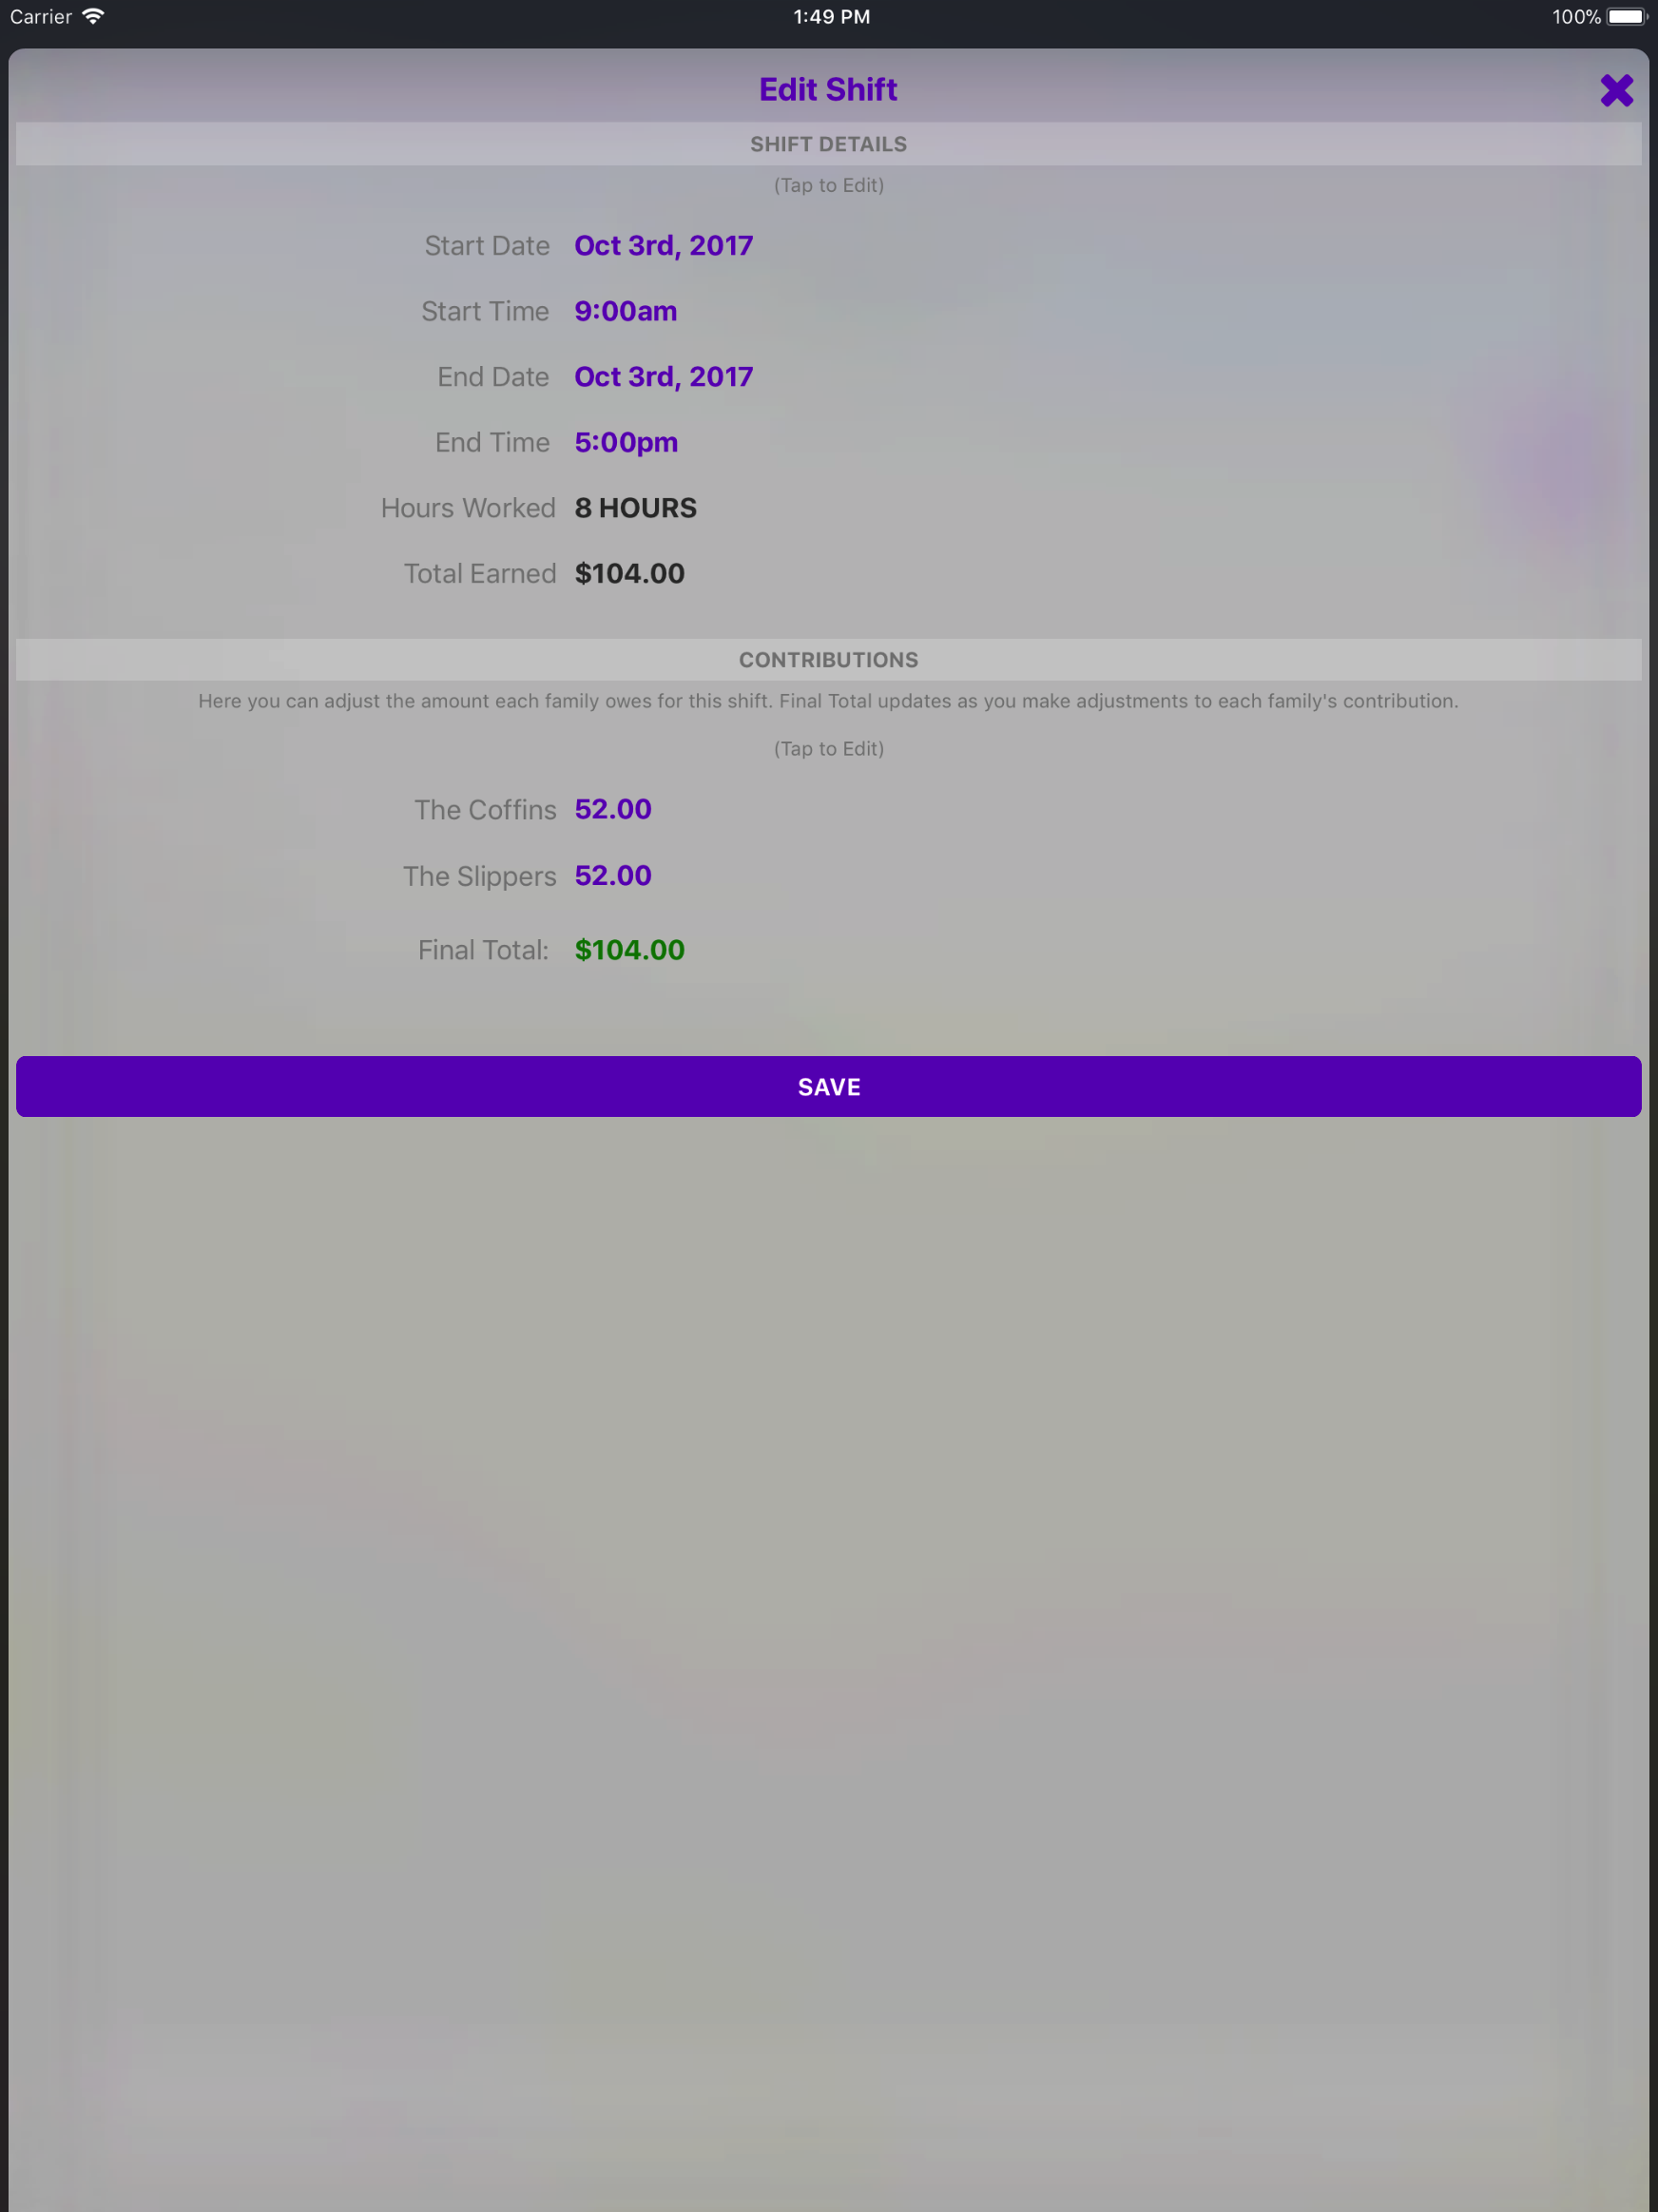 Carrier 1:49 PM 100%
Edit Shift
SHIFT DETAILS
(Tap to Edit)
Start Date Oct 3rd, 2017
Start Time 9:00am
End Date Oct 3rd, 2017
End Time 5:00pm
Hours Worked 8 HOURS
Total Earned $104.00
CONTRIBUTIONS
Here you can adjust the amount each family owes for this shift. Final Total updates as you make adjustments to each family's contribution.
(Tap to Edit)
The Coffins 52.00
The Slippers 52.00
Final Total: $104.00
SAVE